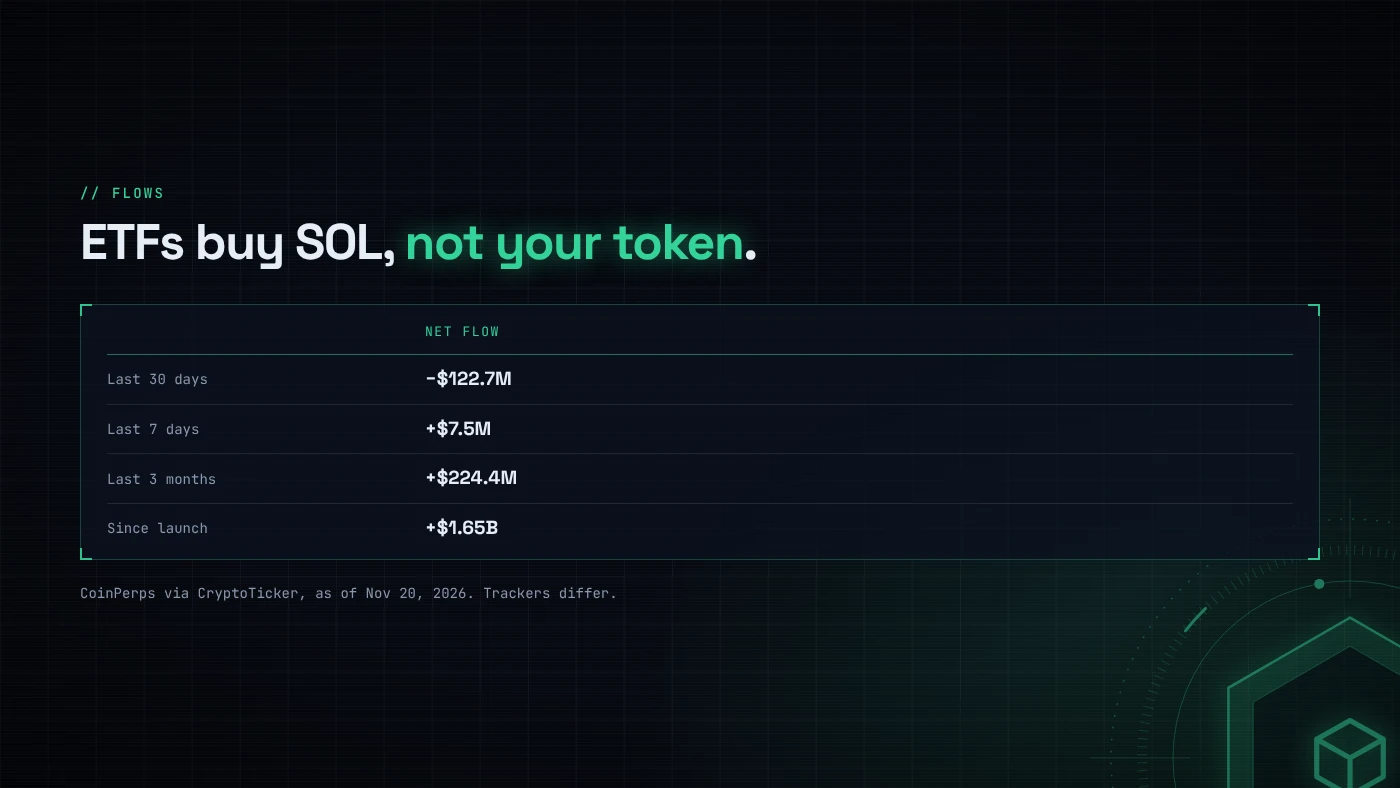 // FLOWS
ETFs buy SOL, not your token.
NET FLOW
Last 30 days −$122.7M
Last 7 days +$7.5M
Last 3 months +$224.4M
Since launch +$1.65B
CoinPerps via CryptoTicker, as of Nov 20, 2026. Trackers differ.